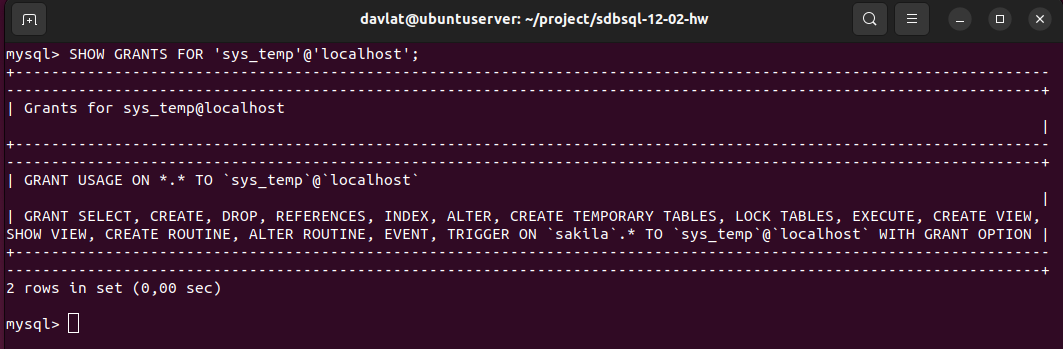 davlat@ubuntuserver: ~/project/sdbsql-12-02-hw
mysql> SHOW GRANTS FOR 'sys_temp'@'localhost';
+--------------------------------------------------------------------------------------------------------------------
-------------------------------------------------------------------------------------------------------------------+
| Grants for sys_temp@localhost
|
+--------------------------------------------------------------------------------------------------------------------
-------------------------------------------------------------------------------------------------------------------+
| GRANT USAGE ON *.* TO `sys_temp`@`localhost`
|
| GRANT SELECT, CREATE, DROP, REFERENCES, INDEX, ALTER, CREATE TEMPORARY TABLES, LOCK TABLES, EXECUTE, CREATE VIEW,
SHOW VIEW, CREATE ROUTINE, ALTER ROUTINE, EVENT, TRIGGER ON `sakila`.* TO `sys_temp`@`localhost` WITH GRANT OPTION |
+--------------------------------------------------------------------------------------------------------------------
-------------------------------------------------------------------------------------------------------------------+
2 rows in set (0,00 sec)
mysql>